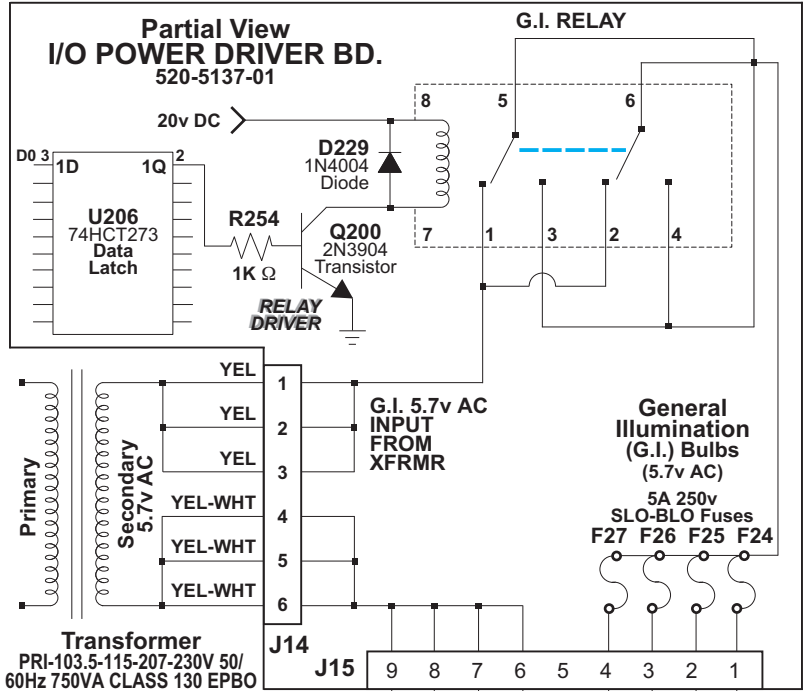 Partial View
I/O POWER DRIVER BD.
520-5137-01
G.I. RELAY
20v DC
8
5
6
D229
1N4004
Diode
D0 3
1D
1Q
2
U206
74HCT273
Data
Latch
R254
1K Ω
Q200
2N3904
Transistor
RELAY
DRIVER
7
1
3
2
4
YEL
1
YEL
2
YEL
3
YEL-WHT
4
YEL-WHT
5
YEL-WHT
6
G.I. 5.7v AC
INPUT
FROM
XFRMR
Primary
Secondary
5.7v AC
General
Illumination
(G.I.) Bulbs
(5.7v AC)
5A 250v
SLO-BLO Fuses
F27 F26 F25 F24
Transformer
PRI-103.5-115-207-230V 50/
60Hz 750VA CLASS 130 EPBO
J14
J15
9 8 7 6 5 4 3 2 1